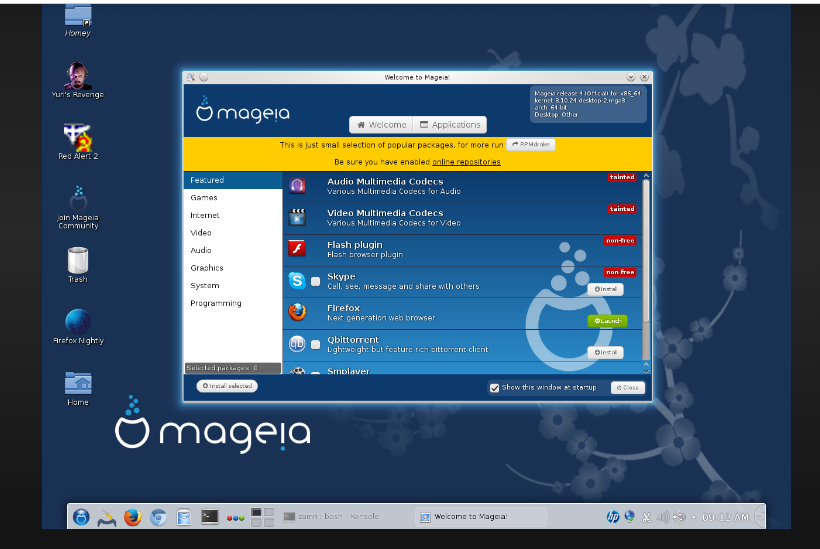 Homey
Yuri's Revenge
Red Alert 2
Join Mageia
Community
Trash
Firefox Nightly
Home
Welcome to Mageia!
mageia
Mageia release 4 (Official) for x86_64
kernel: 3.10.24-desktop-2.mga3
arch: 64-bit
Desktop: Other
Welcome
Applications
This is just small selection of popular packages, for more run
RPMdrake
Be sure you have enabled online repositories
Featured
Games
Internet
Video
Audio
Graphics
System
Programming
Selected packages: 0
Audio Multimedia Codecs
Various Multimedia Codecs for Audio
tainted
Video Multimedia Codecs
Various Multimedia Codecs for Video
tainted
Flash plugin
Flash browser plugin
non-free
Skype
Call, see, message and share with others
non-free
Install
Firefox
Next generation web browser
Launch
Qbittorrent
Lightweight but feature rich bittorrent client
Install
Smplayer
Install selected
Show this window at startup
Close
mageia
zamn : bash - Konsole
Welcome to Mageia!
09:12 AM